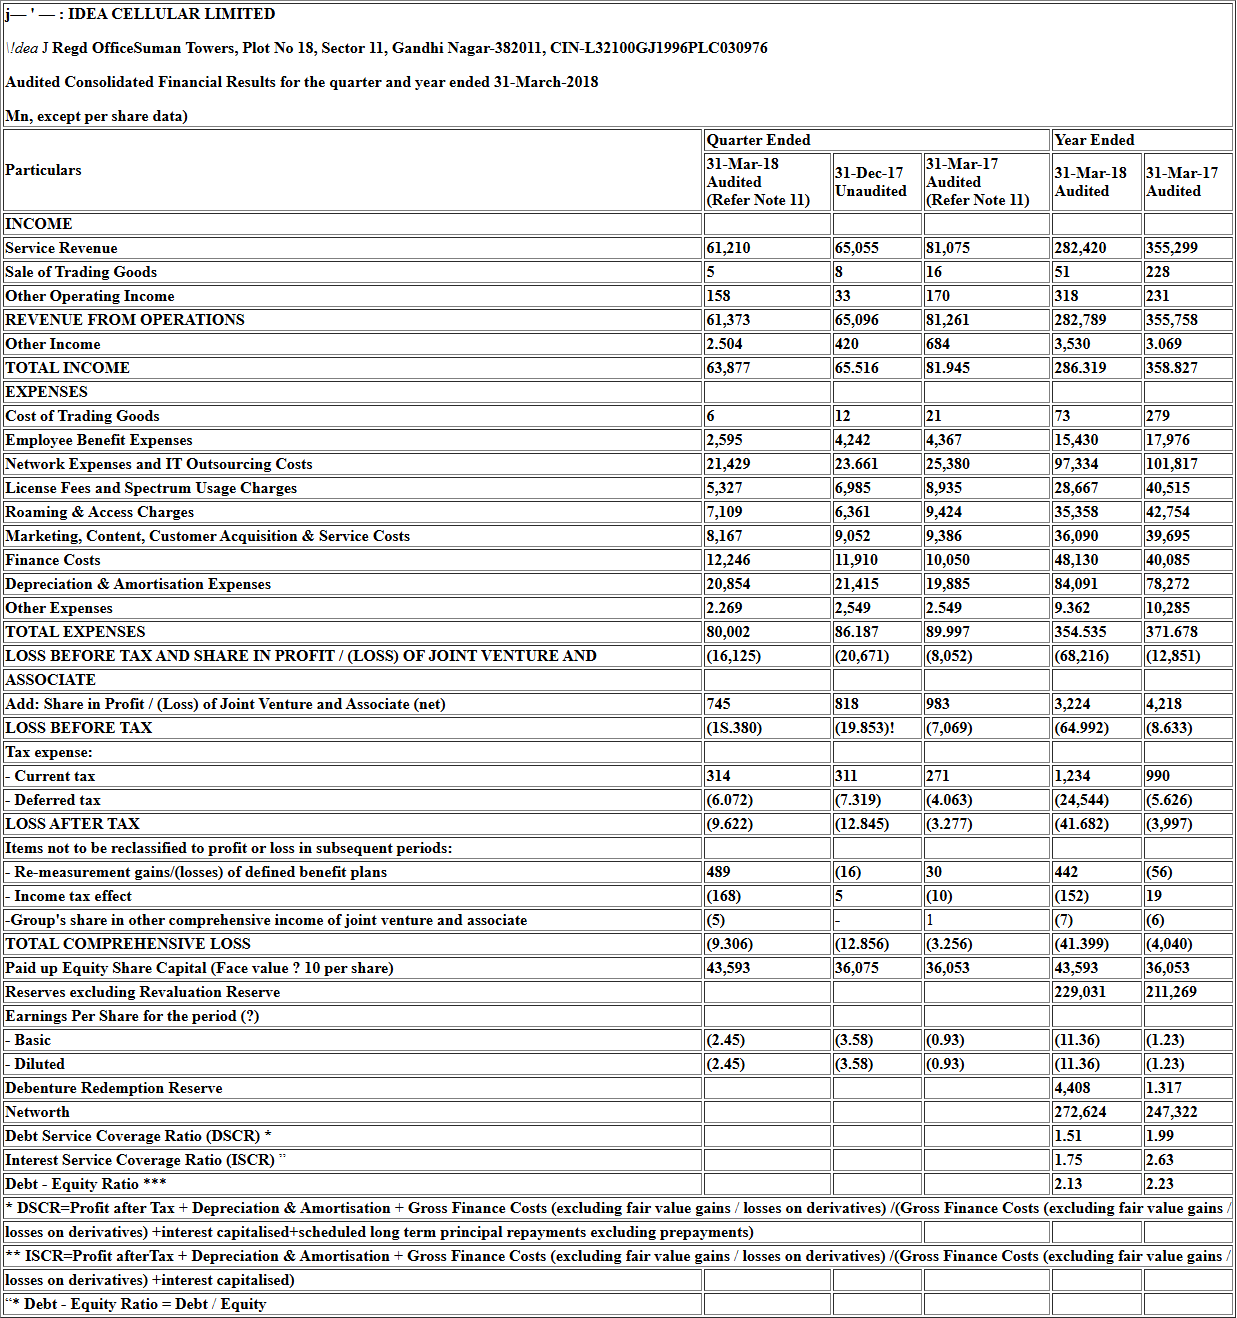 j— ' — : IDEA CELLULAR LIMITED
\!dea J Regd OfficeSuman Towers, Plot No 18, Sector 11, Gandhi Nagar-382011, CIN-L32100GJ1996PLC030976
Audited Consolidated Financial Results for the quarter and year ended 31-March-2018
Mn, except per share data)
Particulars Quarter Ended Year Ended
31-Mar-18 Audited (Refer Note 11) 31-Dec-17 Unaudited 31-Mar-17 Audited (Refer Note 11) 31-Mar-18 Audited 31-Mar-17 Audited
INCOME
Service Revenue 61,210 65,055 81,075 282,420 355,299
Sale of Trading Goods 5 8 16 51 228
Other Operating Income 158 33 170 318 231
REVENUE FROM OPERATIONS 61,373 65,096 81,261 282,789 355,758
Other Income 2.504 420 684 3,530 3.069
TOTAL INCOME 63,877 65.516 81.945 286.319 358.827
EXPENSES
Cost of Trading Goods 6 12 21 73 279
Employee Benefit Expenses 2,595 4,242 4,367 15,430 17,976
Network Expenses and IT Outsourcing Costs 21,429 23.661 25,380 97,334 101,817
License Fees and Spectrum Usage Charges 5,327 6,985 8,935 28,667 40,515
Roaming & Access Charges 7,109 6,361 9,424 35,358 42,754
Marketing, Content, Customer Acquisition & Service Costs 8,167 9,052 9,386 36,090 39,695
Finance Costs 12,246 11,910 10,050 48,130 40,085
Depreciation & Amortisation Expenses 20,854 21,415 19,885 84,091 78,272
Other Expenses 2.269 2,549 2.549 9.362 10,285
TOTAL EXPENSES 80,002 86.187 89.997 354.535 371.678
LOSS BEFORE TAX AND SHARE IN PROFIT / (LOSS) OF JOINT VENTURE AND (16,125) (20,671) (8,052) (68,216) (12,851)
ASSOCIATE
Add: Share in Profit / (Loss) of Joint Venture and Associate (net) 745 818 983 3,224 4,218
LOSS BEFORE TAX (1S.380) (19.853)! (7,069) (64.992) (8.633)
Tax expense:
- Current tax 314 311 271 1,234 990
- Deferred tax (6.072) (7.319) (4.063) (24,544) (5.626)
LOSS AFTER TAX (9.622) (12.845) (3.277) (41.682) (3,997)
Items not to be reclassified to profit or loss in subsequent periods:
- Re-measurement gains/(losses) of defined benefit plans 489 (16) 30 442 (56)
- Income tax effect (168) 5 (10) (152) 19
-Group's share in other comprehensive income of joint venture and associate (5) - 1 (7) (6)
TOTAL COMPREHENSIVE LOSS (9.306) (12.856) (3.256) (41.399) (4,040)
Paid up Equity Share Capital (Face value ? 10 per share) 43,593 36,075 36,053 43,593 36,053
Reserves excluding Revaluation Reserve 229,031 211,269
Earnings Per Share for the period (?)
- Basic (2.45) (3.58) (0.93) (11.36) (1.23)
- Diluted (2.45) (3.58) (0.93) (11.36) (1.23)
Debenture Redemption Reserve 4,408 1.317
Networth 272,624 247,322
Debt Service Coverage Ratio (DSCR) * 1.51 1.99
Interest Service Coverage Ratio (ISCR) ” 1.75 2.63
Debt - Equity Ratio *** 2.13 2.23
* DSCR=Profit after Tax + Depreciation & Amortisation + Gross Finance Costs (excluding fair value gains / losses on derivatives) /(Gross Finance Costs (excluding fair value gains /
losses on derivatives) +interest capitalised+scheduled long term principal repayments excluding prepayments)
** ISCR=Profit afterTax + Depreciation & Amortisation + Gross Finance Costs (excluding fair value gains / losses on derivatives) /(Gross Finance Costs (excluding fair value gains /
losses on derivatives) +interest capitalised)
“* Debt - Equity Ratio = Debt / Equity